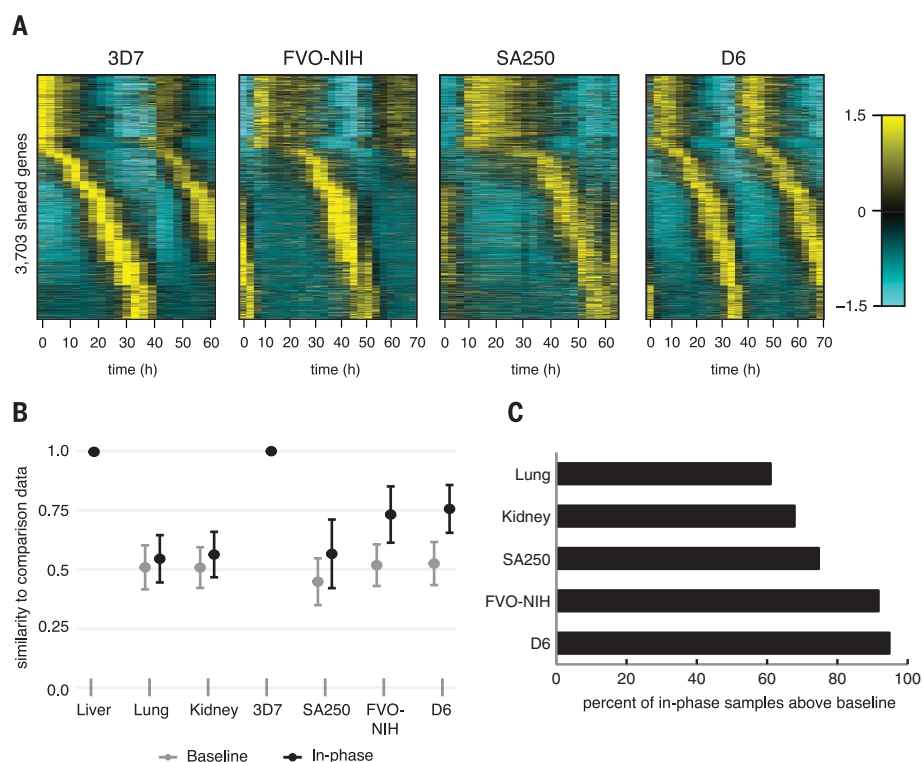 A
3D7
FVO-NIH
SA250
D6
3,703 shared genes
1.5
0
−1.5
0 10 20 30 40 50 60
0 10 20 30 40 50 60 70
0 10 20 30 40 50 60
0 10 20 30 40 50 60 70
time (h)
time (h)
time (h)
time (h)
B
similarity to comparison data
1.0
0.75
0.5
0.25
0.0
Liver Lung Kidney 3D7 SA250 FVO-
NIH D6
Baseline In-phase
C
Lung
Kidney
SA250
FVO-NIH
D6
0 20 40 60 80 100
percent of in-phase samples above baseline